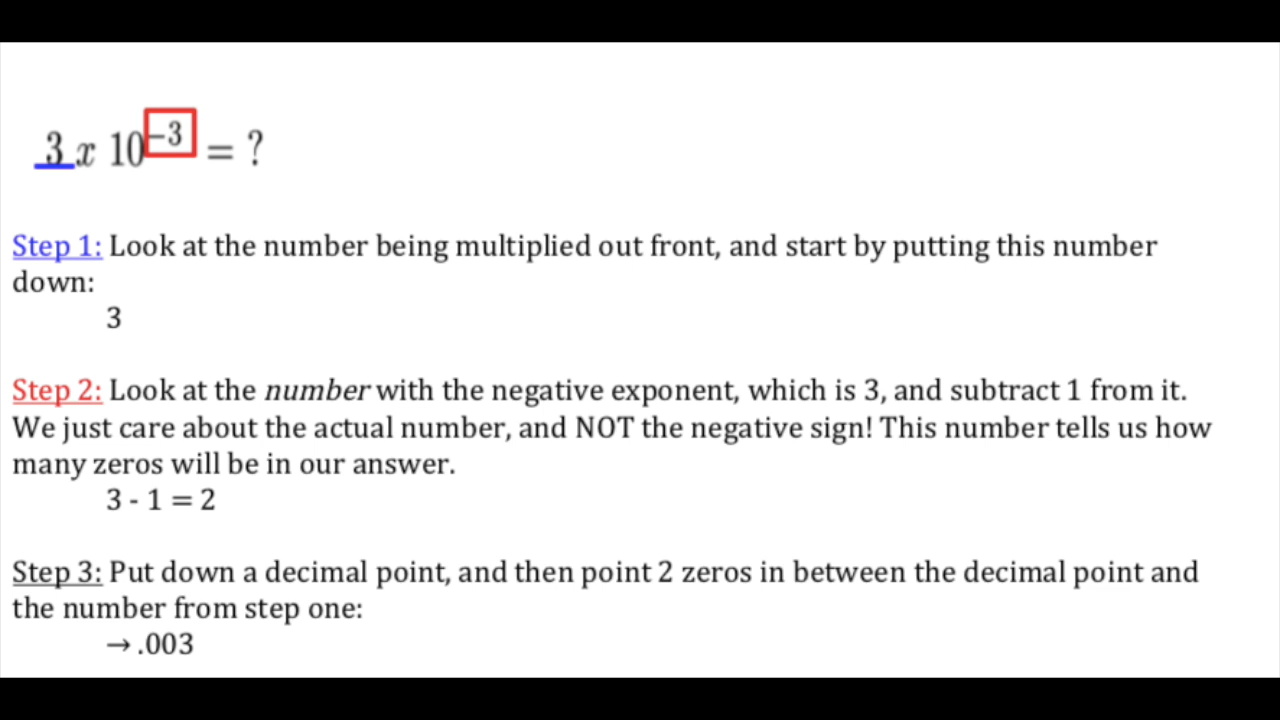 3 x 10⁻³ = ?
Step 1: Look at the number being multiplied out front, and start by putting this number
down:
3
Step 2: Look at the number with the negative exponent, which is 3, and subtract 1 from it.
We just care about the actual number, and NOT the negative sign! This number tells us how
many zeros will be in our answer.
3 - 1 = 2
Step 3: Put down a decimal point, and then point 2 zeros in between the decimal point and
the number from step one:
→ .003